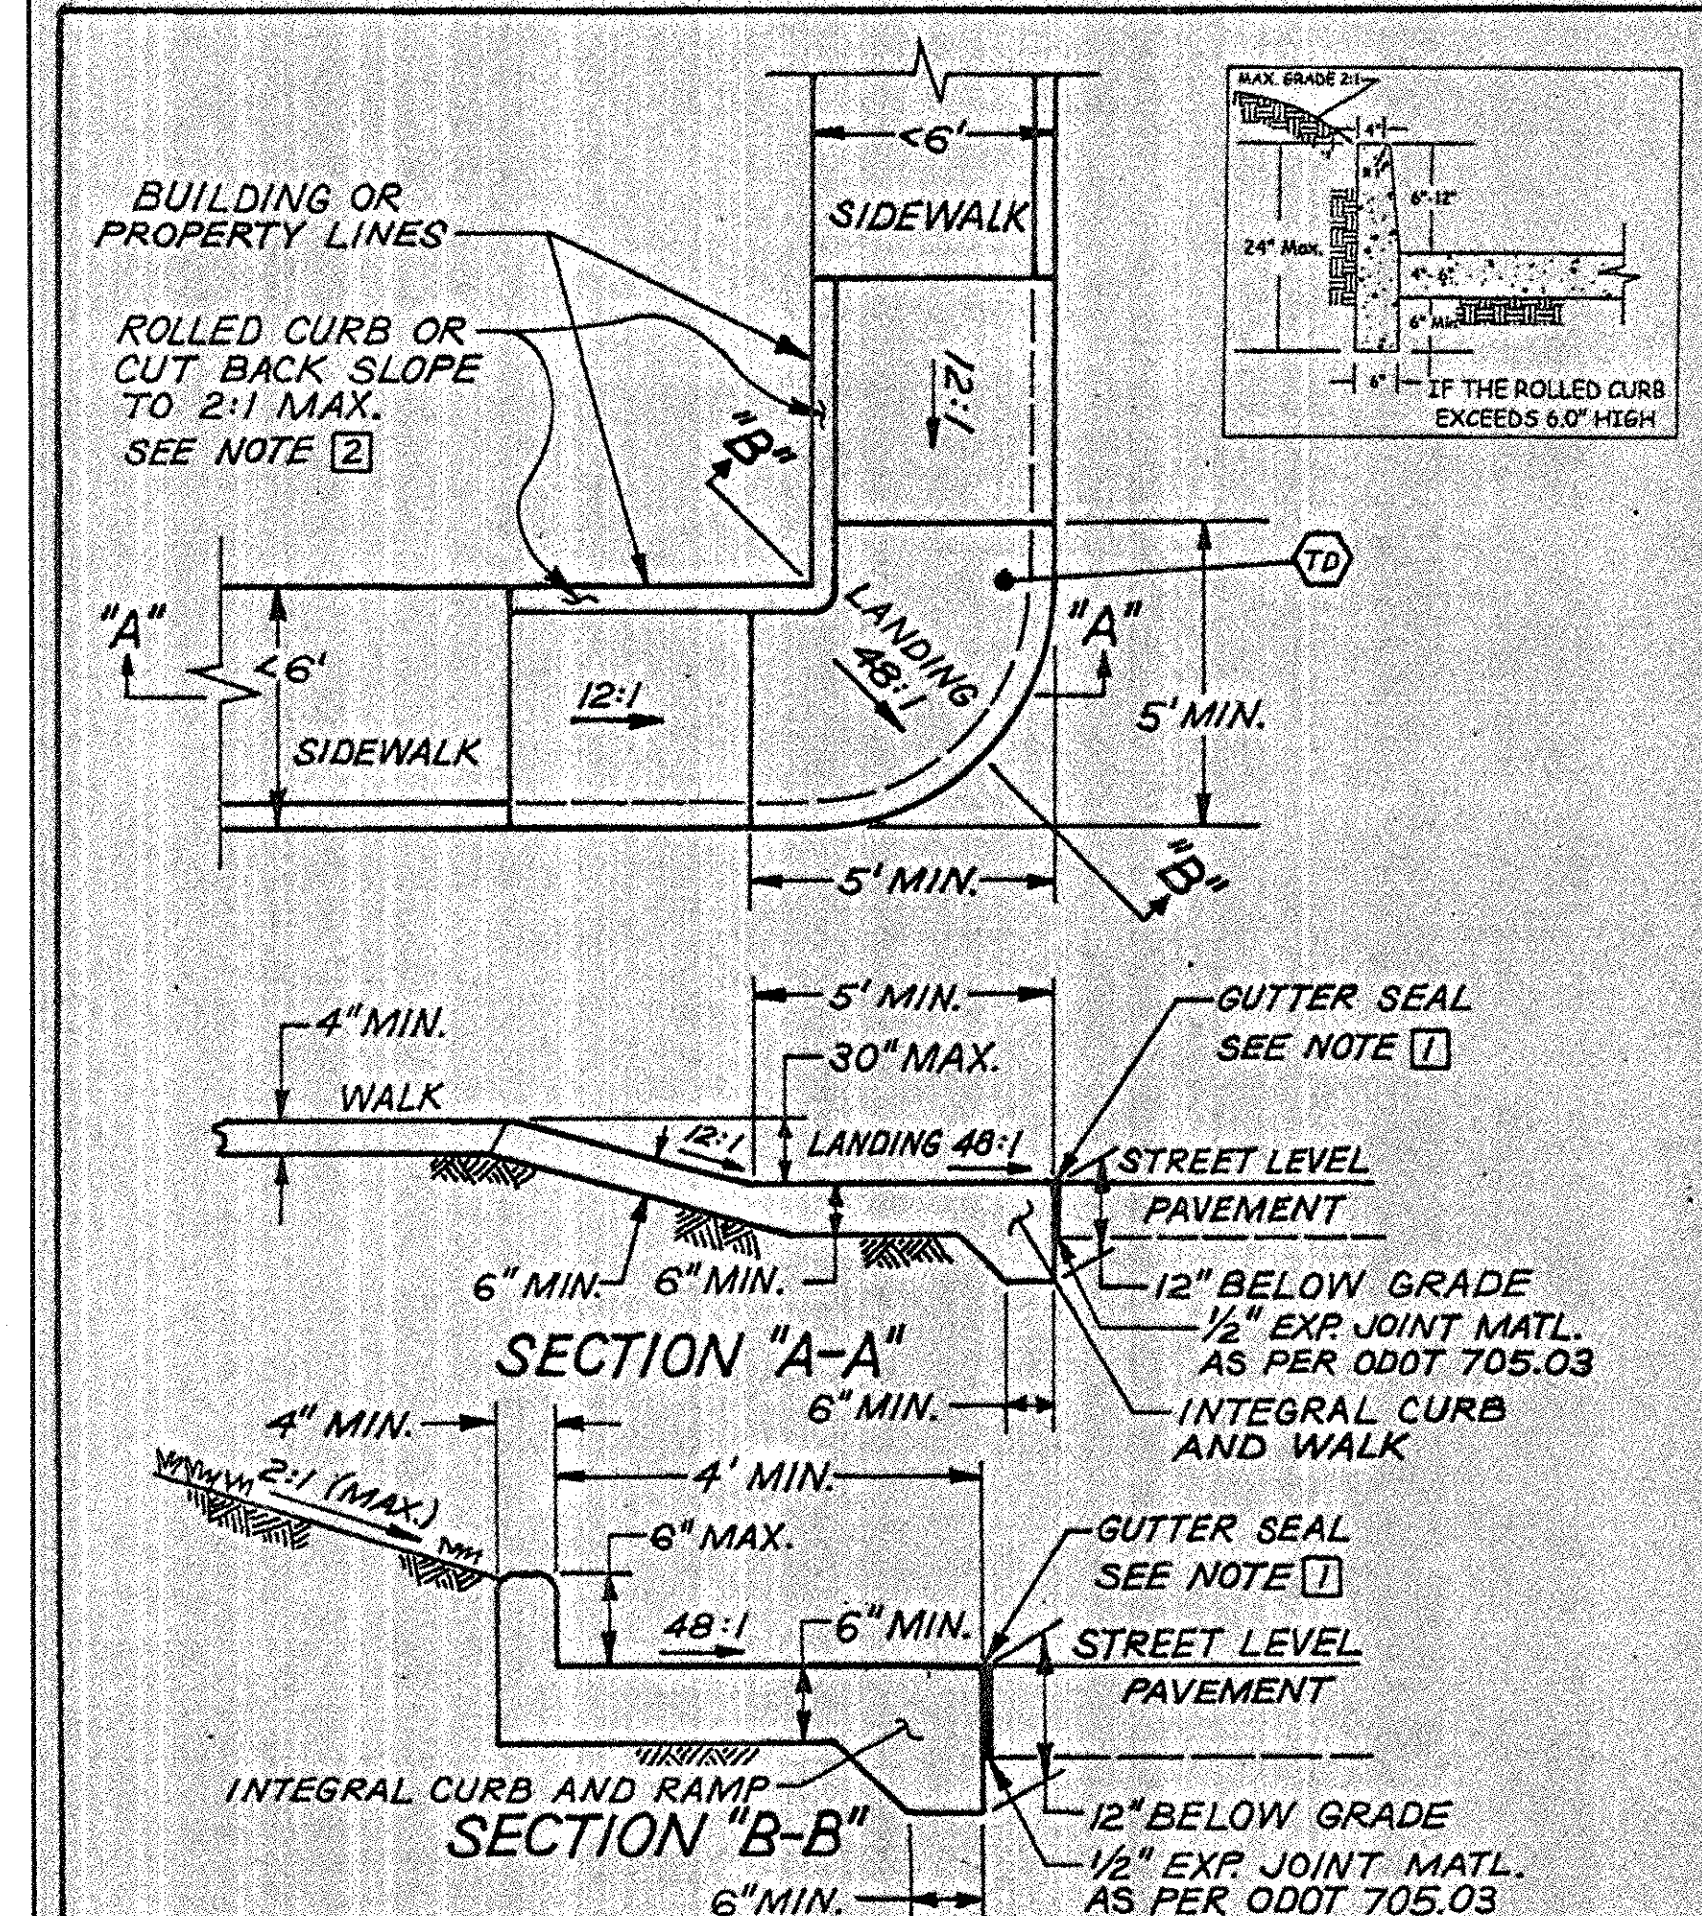 BUILDING OR
PROPERTY LINES
ROLLED CURB OR
CUT BACK SLOPE
TO 2:1 MAX.
SEE NOTE 2
<6'
SIDEWALK
12:1
"B"
MAX. GRADE 2:1
4"
6"-12"
24" Max.
4"-6"
6" Min.
6"
IF THE ROLLED CURB
EXCEEDS 6.0" HIGH
TD
"A"
<6'
12:1
SIDEWALK
LANDING
48:1
"A"
5' MIN.
5' MIN.
"B"
4" MIN.
WALK
5' MIN.
30" MAX.
12:1
LANDING 48:1
GUTTER SEAL
SEE NOTE 1
STREET LEVEL
PAVEMENT
6" MIN.
6" MIN.
12" BELOW GRADE
1/2" EXP. JOINT MATL.
AS PER ODOT 705.03
SECTION "A-A"
6" MIN.
INTEGRAL CURB
AND WALK
4" MIN.
4' MIN.
2:1 (MAX.)
6" MAX.
48:1
6" MIN.
GUTTER SEAL
SEE NOTE 1
STREET LEVEL
PAVEMENT
INTEGRAL CURB AND RAMP
SECTION "B-B"
12" BELOW GRADE
1/2" EXP. JOINT MATL.
AS PER ODOT 705.03
6" MIN.